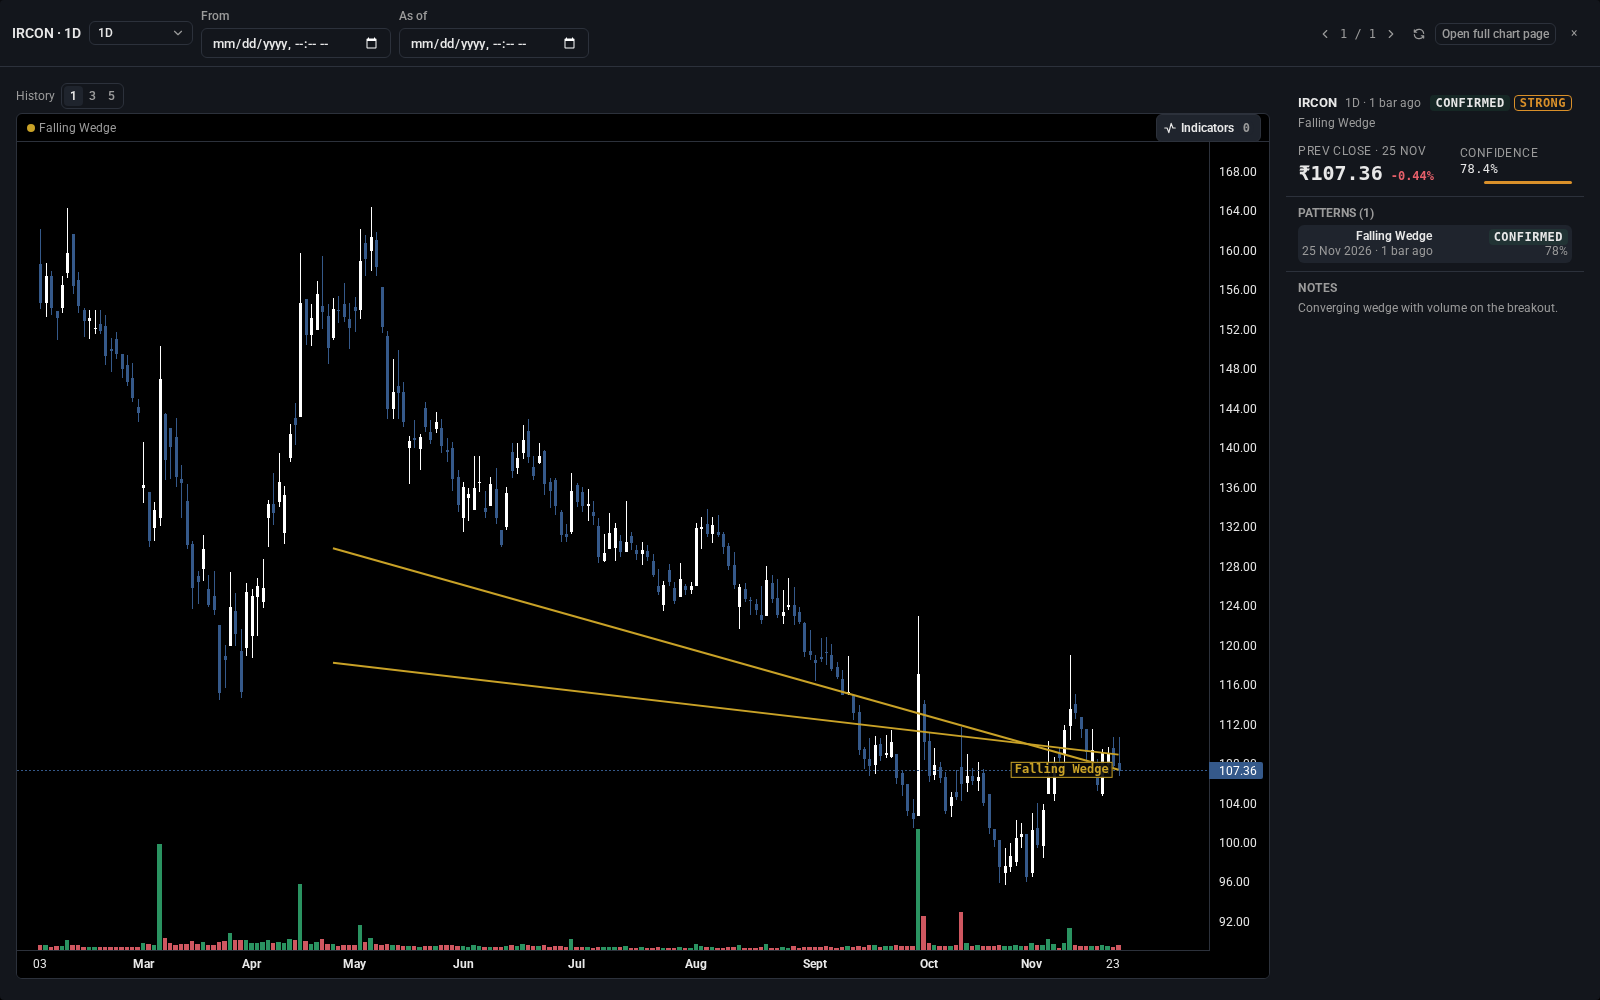 IRCON · 1D
1D
From
mm/dd/yyyy, --:-- --
As of
mm/dd/yyyy, --:-- --
1 / 1
Open full chart page
×
History
1 3 5
Falling Wedge
Indicators 0
168.00
164.00
160.00
156.00
152.00
148.00
144.00
140.00
136.00
132.00
128.00
124.00
120.00
116.00
112.00
107.36
104.00
100.00
96.00
92.00
Falling Wedge
03 Mar Apr May Jun Jul Aug Sept Oct Nov 23
IRCON 1D · 1 bar ago CONFIRMED STRONG
Falling Wedge
PREV CLOSE · 25 NOV
₹107.36 -0.44%
CONFIDENCE
78.4%
PATTERNS (1)
Falling Wedge CONFIRMED
25 Nov 2026 · 1 bar ago 78%
NOTES
Converging wedge with volume on the breakout.